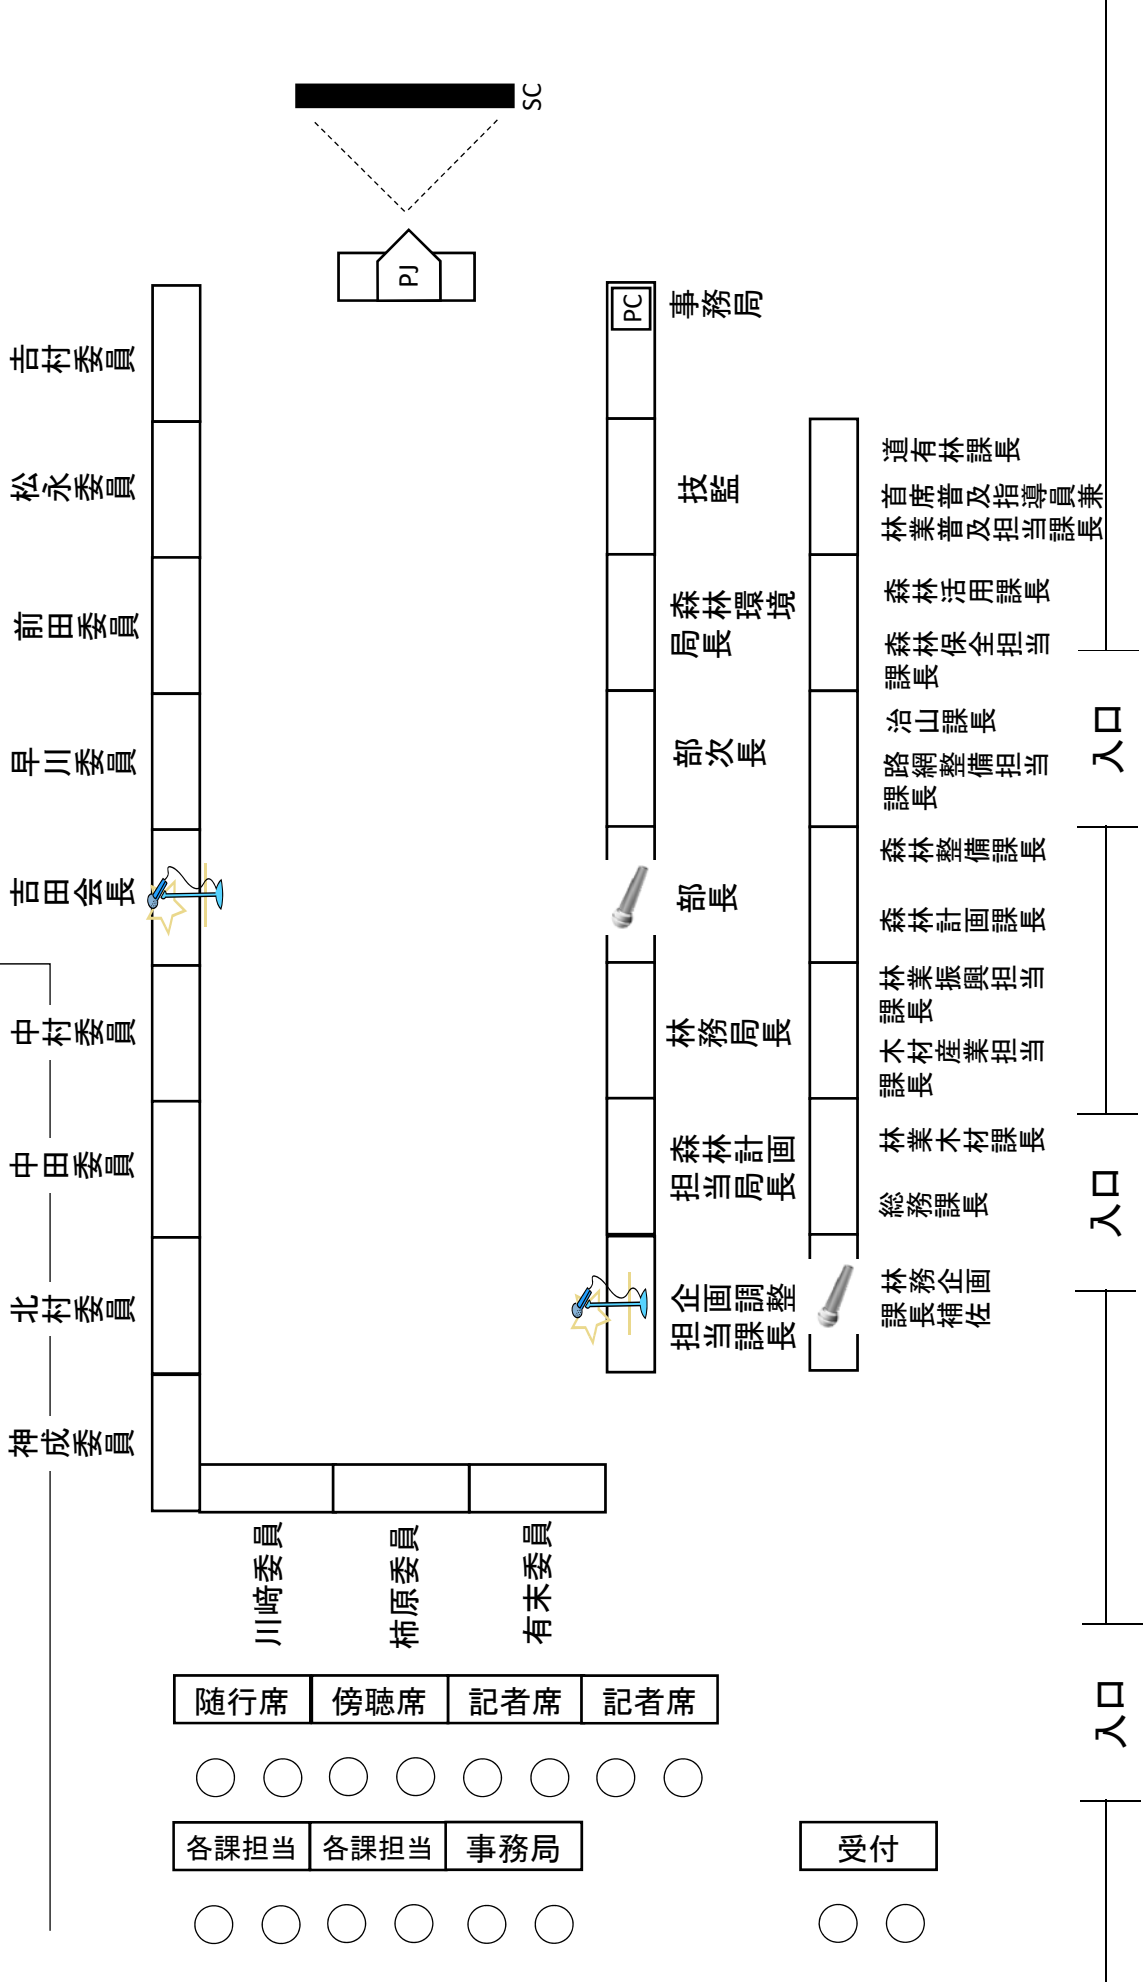 SC
PJ
吉村委員
松永委員
前田委員
早川委員
吉田会長
中村委員
中田委員
北村委員
神成委員
川﨑委員
柿原委員
有末委員
PC
事務局
技監
森林環境
局長
部次長
部長
林務局長
森林計画
担当局長
企画調整
担当課長
道有林課長
首席普及指導員兼
林業普及担当課長
森林活用課長
森林保全担当
課長
治山課長
路網整備担当
課長
森林整備課長
森林計画課長
林業振興担当
課長
木材産業担当
課長
林業木材課長
総務課長
林務企画
課長補佐
入口
入口
入口
随行席
傍聴席
記者席
記者席
各課担当
各課担当
事務局
受付